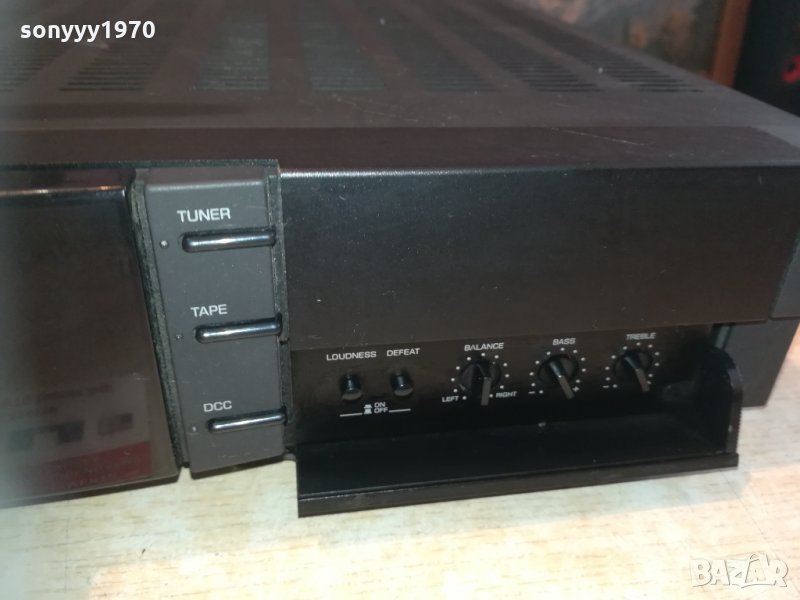 sonyyy1970
TUNER
TAPE
DCC
LOUDNESS DEFEAT
ON
OFF
BALANCE
LEFT RIGHT
BASS
TREBLE
BAZAR